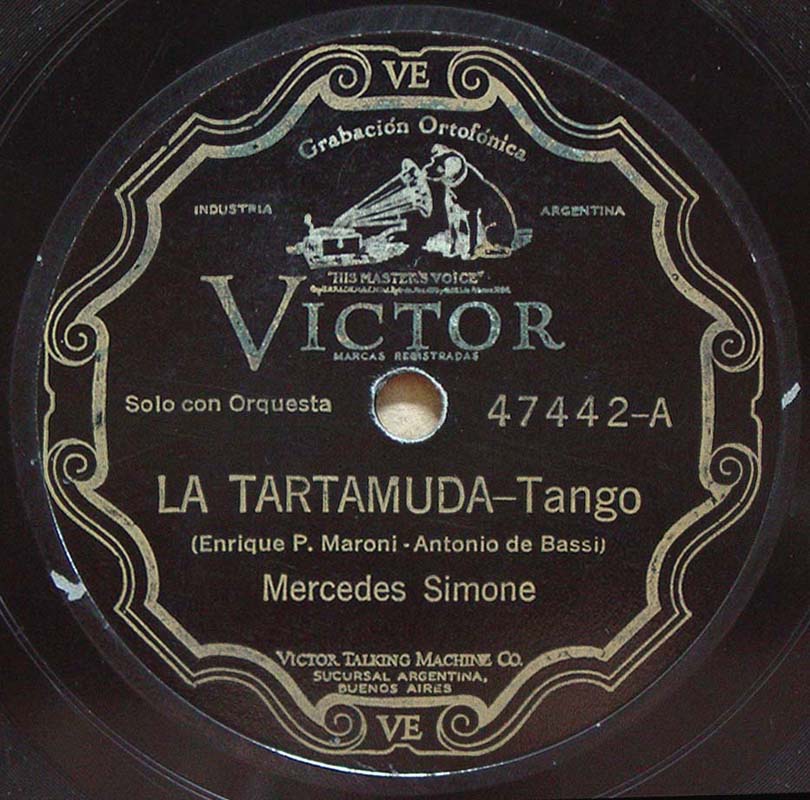 VE
Grabación Ortofónica
INDUSTRIA ARGENTINA
"HIS MASTER'S VOICE"
VICTOR
MARCAS REGISTRADAS
Solo con Orquesta 47442-A
LA TARTAMUDA-Tango
(Enrique P. Maroni - Antonio de Bassi)
Mercedes Simone
VICTOR TALKING MACHINE CO.
SUCURSAL ARGENTINA,
BUENOS AIRES
VE